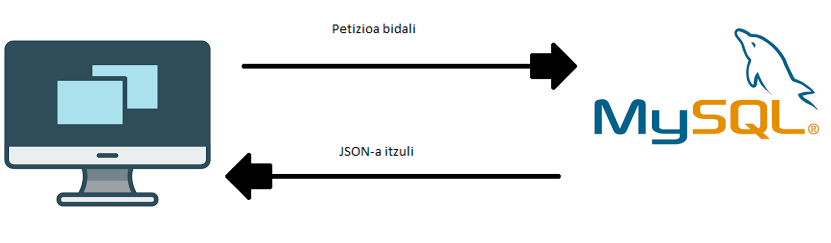 Petizioa bidali
MySQL®
JSON-a itzuli